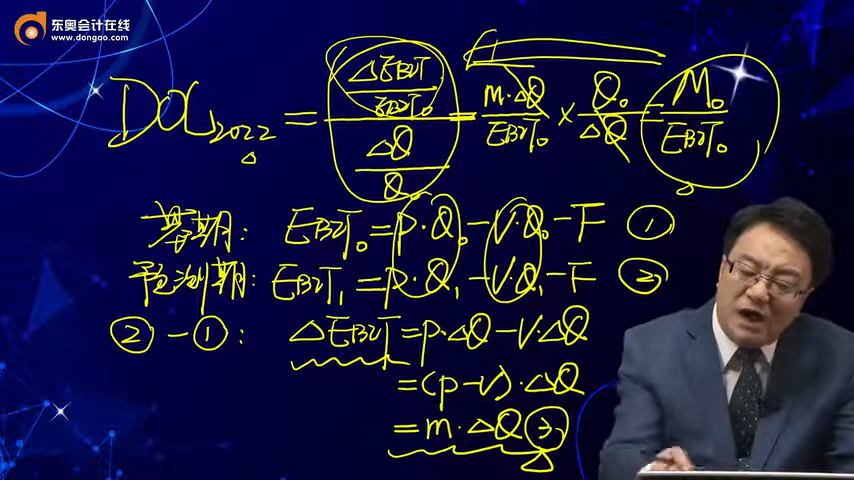 东奥会计在线
www.dongao.com
DOL₂₀₂₂ = (ΔEBIT/EBIT₀)/(ΔQ/Q₀) = m·ΔQ/EBIT₀ × Q₀/ΔQ = M₀/EBIT₀
基期: EBIT₀=P·Q₀-V·Q₀-F ①
预测期: EBIT₁=P·Q₁-V·Q₁-F ②
②-①: ΔEBIT=P·ΔQ-V·ΔQ
=(P-V)·ΔQ
=m·ΔQ ③